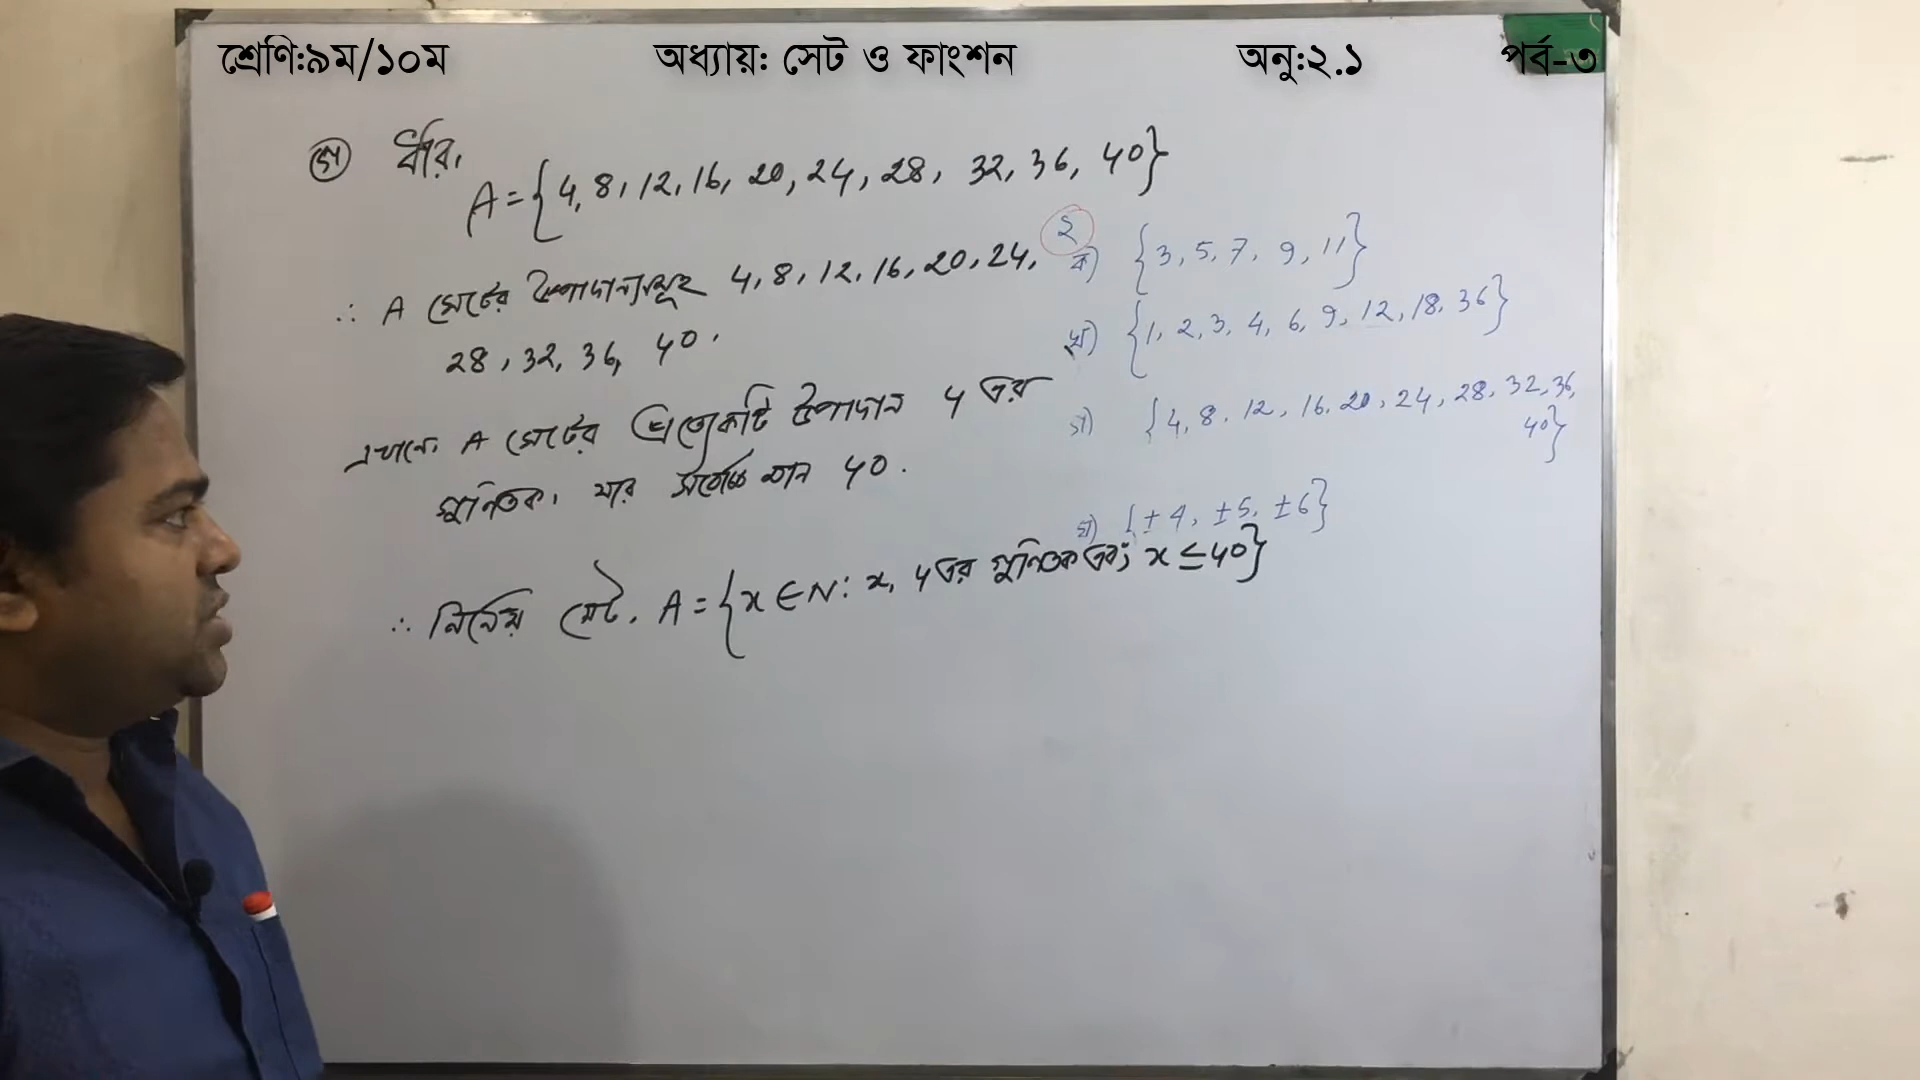 শ্রেণি:৯ম/১০ম অধ্যায়: সেট ও ফাংশন অনু:২.১ পর্ব-৩
গ ধরি,
A = {4, 8, 12, 16, 20, 24, 28, 32, 36, 40}
∴ A সেটের উপাদানসমূহ 4, 8, 12, 16, 20, 24,
28, 32, 36, 40.
এখানে, A সেটের প্রত্যেকটি উপাদান 4 এর
গুনিতক, যার সর্বোচ্চ মান 40.
∴ নির্ণেয় সেট, A = {x ∈ N : x, 4 এর গুনিতক এবং x ≤ 40}
২
ক) {3, 5, 7, 9, 11}
খ) {1, 2, 3, 4, 6, 9, 12, 18, 36}
গ) {4, 8, 12, 16, 20, 24, 28, 32, 36,
40}
ঘ) {±4, ±5, ±6}